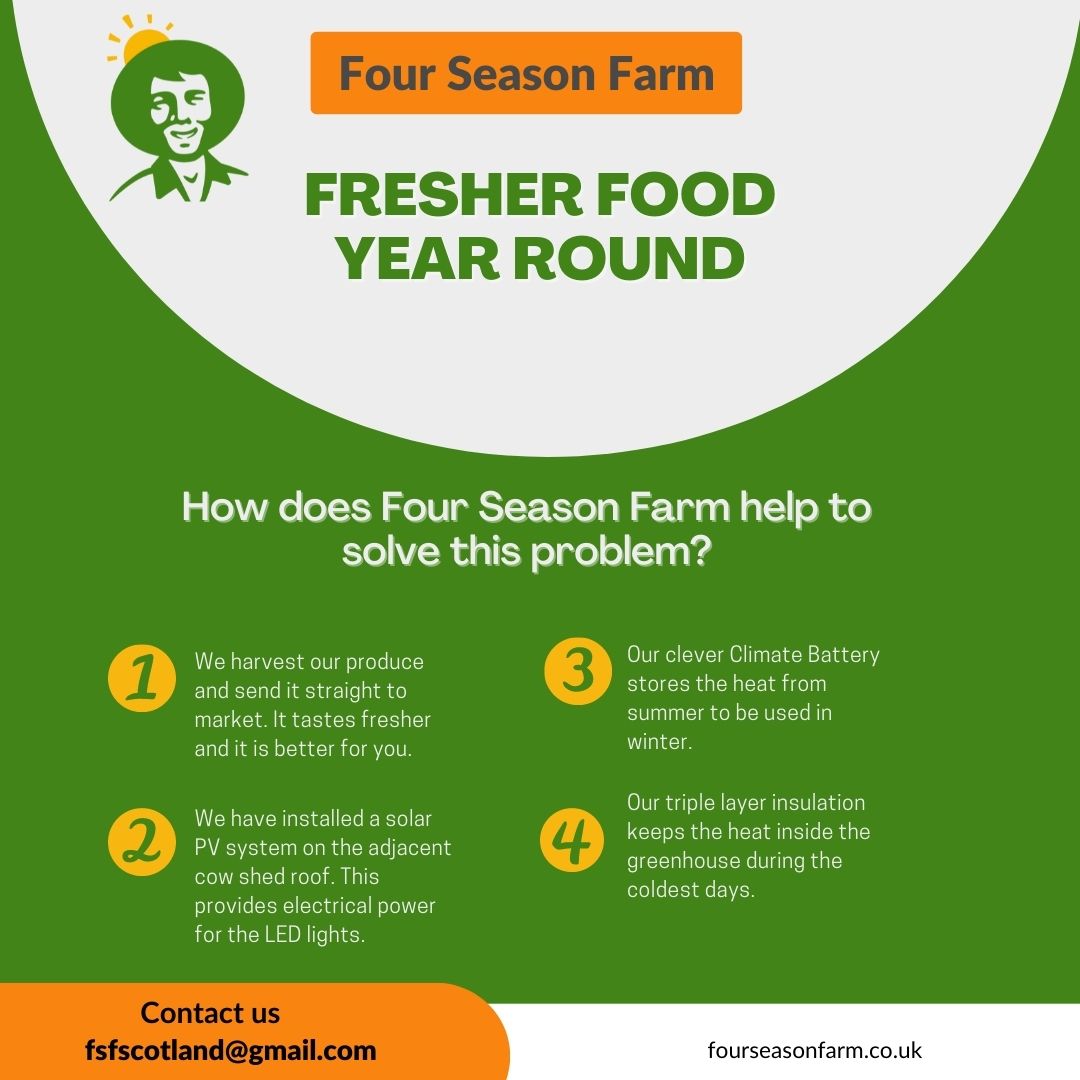 Four Season Farm
FRESHER FOOD
YEAR ROUND
How does Four Season Farm help to
solve this problem?
1
We harvest our produce
and send it straight to
market. It tastes fresher
and it is better for you.
2
We have installed a solar
PV system on the adjacent
cow shed roof. This
provides electrical power
for the LED lights.
3
Our clever Climate Battery
stores the heat from
summer to be used in
winter.
4
Our triple layer insulation
keeps the heat inside the
greenhouse during the
coldest days.
Contact us
fsfscotland@gmail.com
fourseasonfarm.co.uk